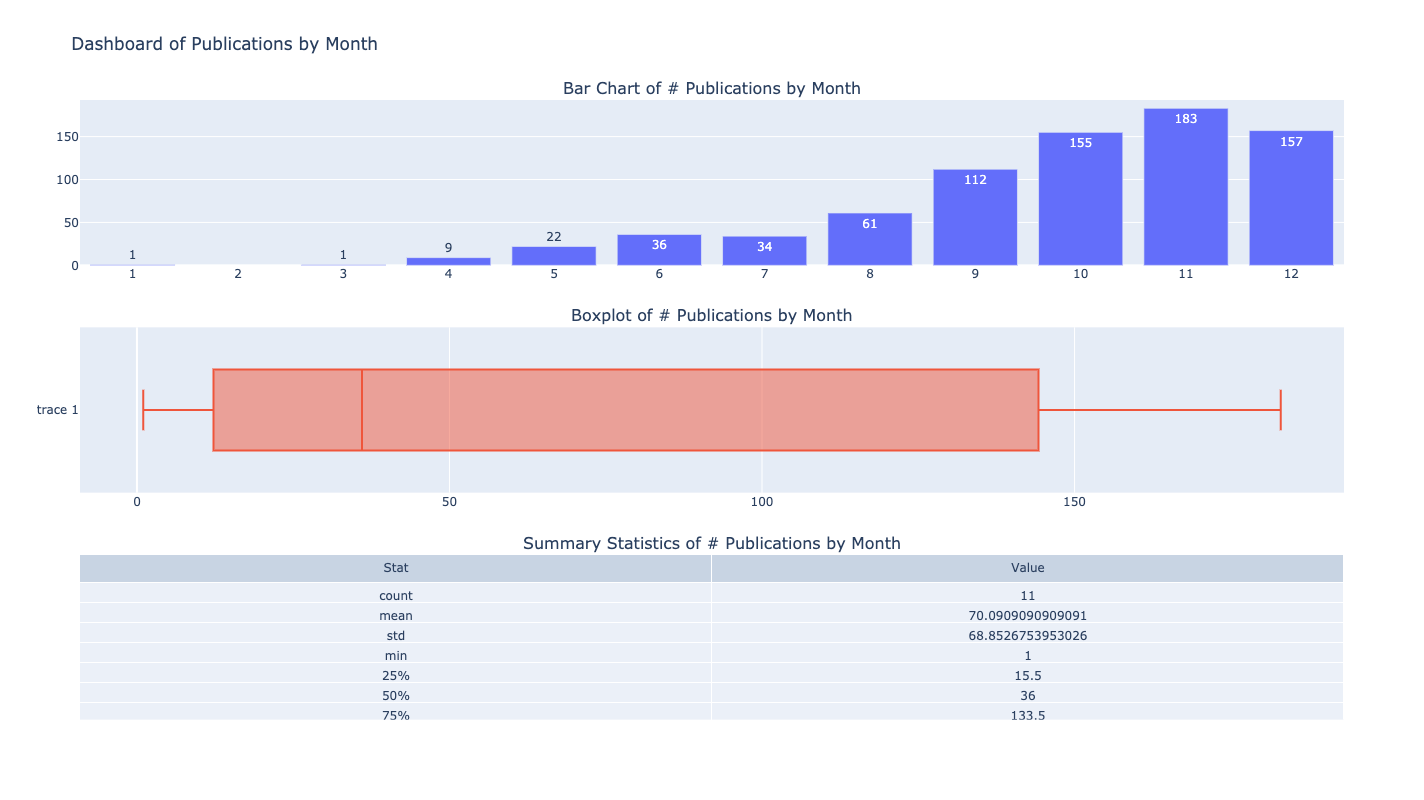 Dashboard of Publications by Month
Bar Chart of # Publications by Month
150
100
50
0
1
1
9
22
36
34
61
112
155
183
157
1 2 3 4 5 6 7 8 9 10 11 12
Boxplot of # Publications by Month
trace 1
0 50 100 150
Summary Statistics of # Publications by Month
Stat Value
count 11
mean 70.0909090909091
std 68.8526753953026
min 1
25% 15.5
50% 36
75% 133.5